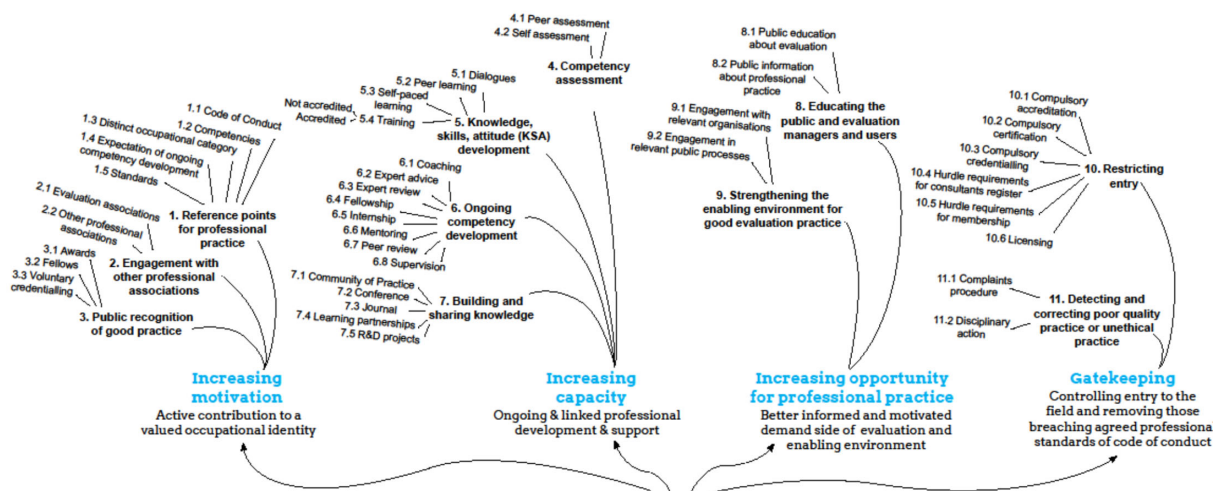 1.1 Code of Conduct
1.2 Competencies
1.3 Distinct occupational category
1.4 Expectation of ongoing
competency development
1.5 Standards
1. Reference points
for professional
practice
2.1 Evaluation associations
2.2 Other professional
associations
2. Engagement with
other professional
associations
3.1 Awards
3.2 Fellows
3.3 Voluntary
credentialling
3. Public recognition
of good practice
Increasing
motivation
Active contribution to a
valued occupational identity
4.1 Peer assessment
4.2 Self assessment
4. Competency
assessment
5.1 Dialogues
5.2 Peer learning
5.3 Self-paced
learning
Not accredited
Accredited
5.4 Training
5. Knowledge,
skills, attitude (KSA)
development
6.1 Coaching
6.2 Expert advice
6.3 Expert review
6.4 Fellowship
6.5 Internship
6.6 Mentoring
6.7 Peer review
6.8 Supervision
6. Ongoing
competency
development
7.1 Community of Practice
7.2 Conference
7.3 Journal
7.4 Learning partnerships
7.5 R&D projects
7. Building and
sharing knowledge
Increasing
capacity
Ongoing & linked professional
development & support
8.1 Public education
about evaluation
8.2 Public information
about professional
practice
8. Educating the
public and evaluation
managers and users
9.1 Engagement with
relevant organisations
9.2 Engagement in
relevant public processes
9. Strengthening the
enabling environment for
good evaluation practice
Increasing opportunity
for professional practice
Better informed and motivated
demand side of evaluation and
enabling environment
10.1 Compulsory
accreditation
10.2 Compulsory
certification
10.3 Compulsory
credentialling
10.4 Hurdle requirements
for consultants register
10.5 Hurdle requirements
for membership
10.6 Licensing
10. Restricting
entry
11.1 Complaints
procedure
11.2 Disciplinary
action
11. Detecting and
correcting poor quality
practice or unethical
practice
Gatekeeping
Controlling entry to the
field and removing those
breaching agreed professiona
standards of code of conduct